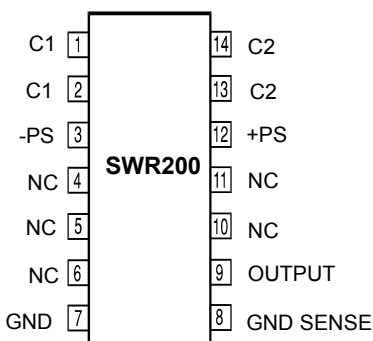 C1 1 14 C2
C1 2 13 C2
-PS 3 12 +PS
SWR200
NC 4 11 NC
NC 5 10 NC
NC 6 9 OUTPUT
GND 7 8 GND SENSE